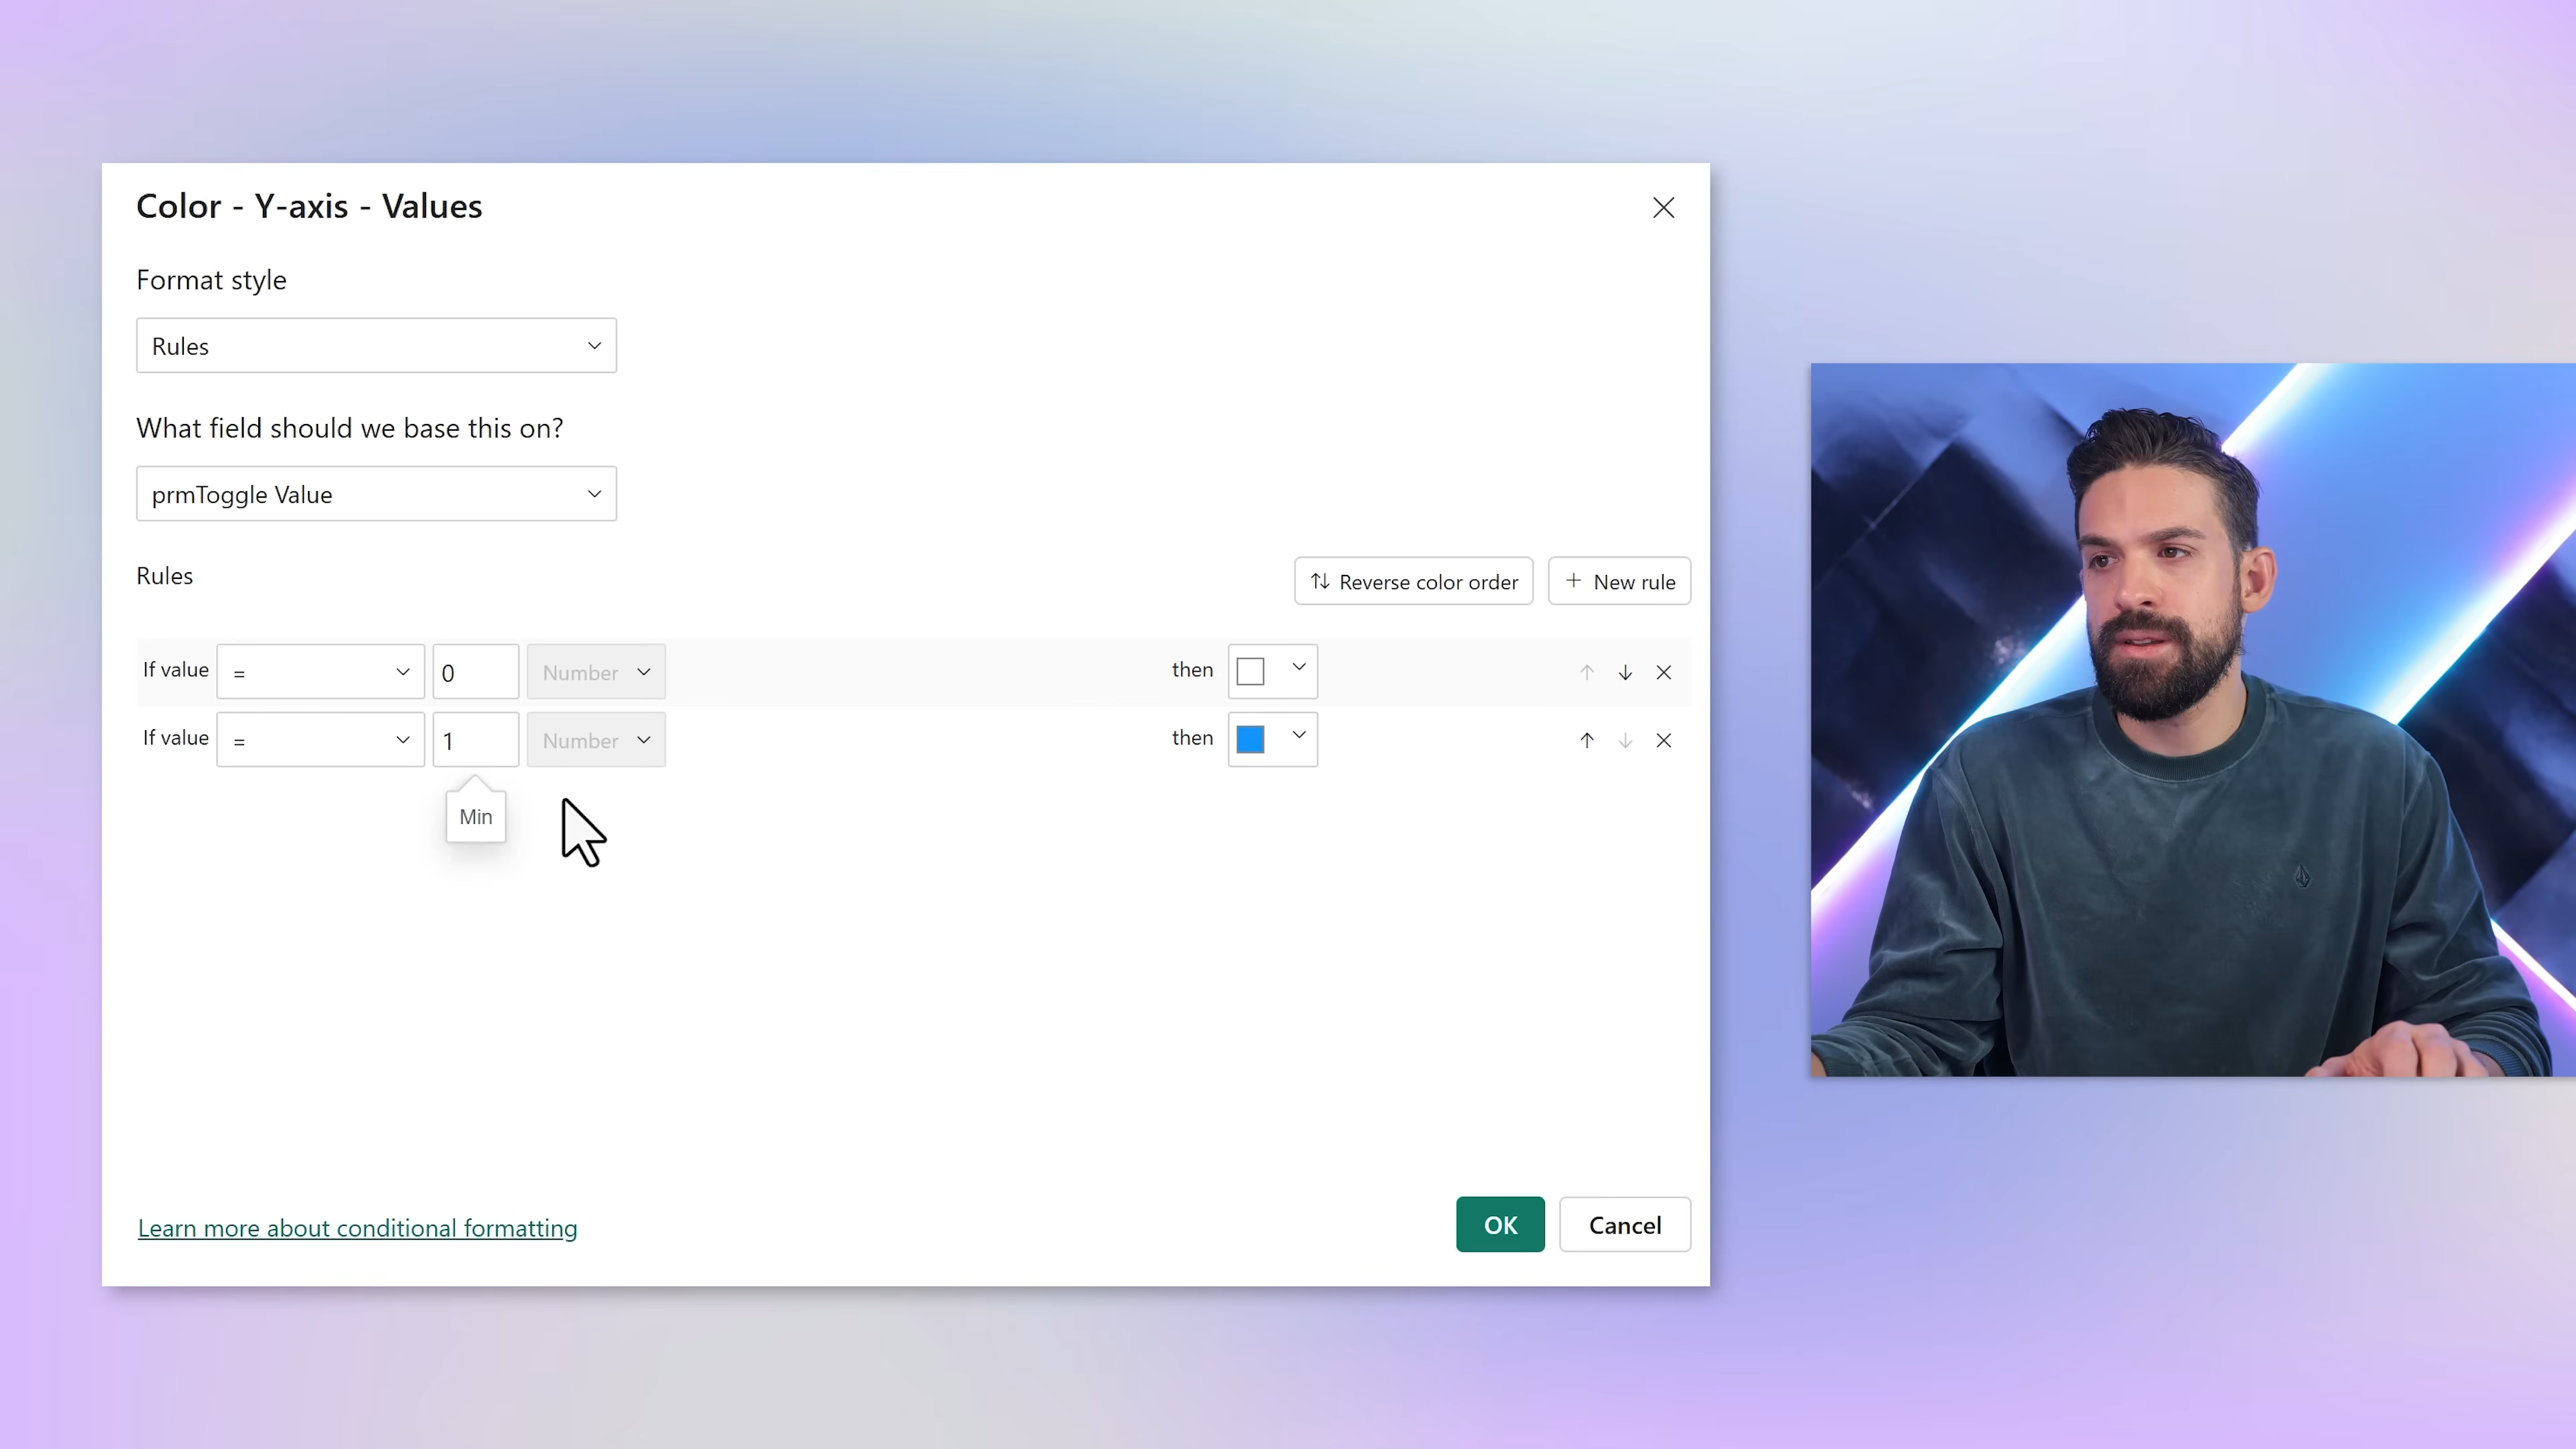 Color - Y-axis - Values
Format style
Rules
What field should we base this on?
prmToggle Value
Rules
Reverse color order
New rule
If value = 0 Number then
If value = 1 Number then
Min
Learn more about conditional formatting
OK
Cancel